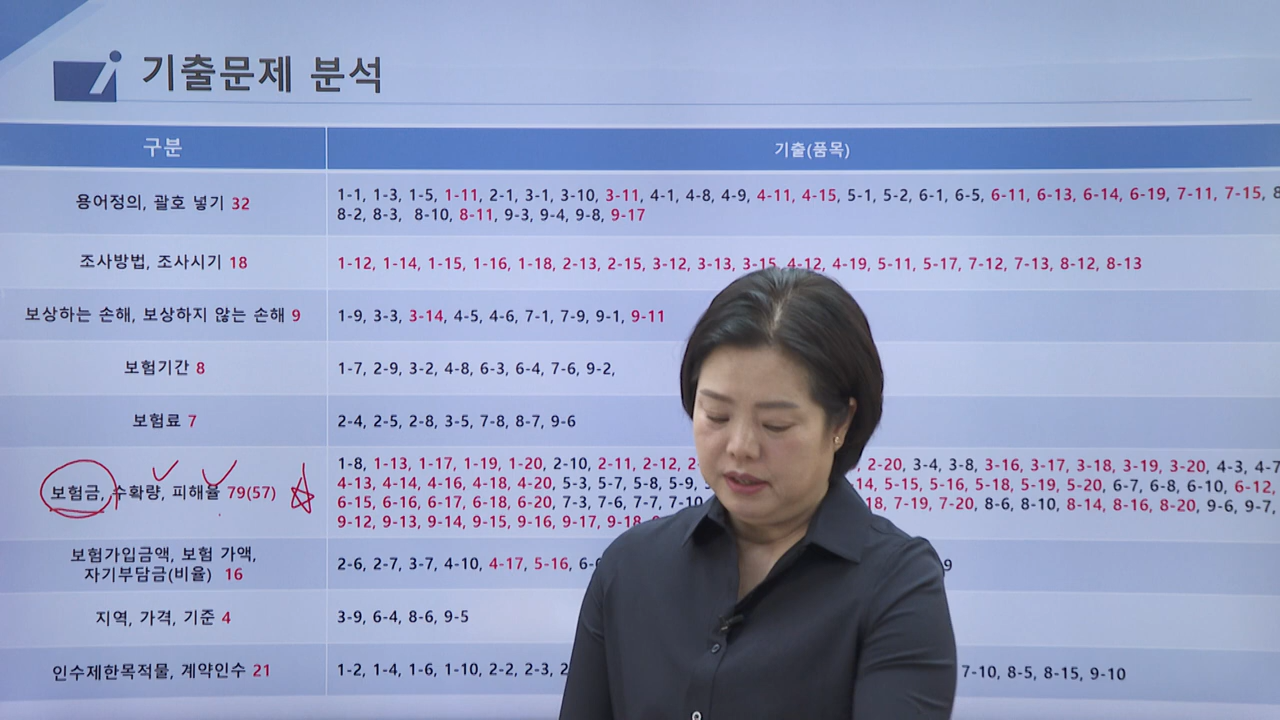 기출문제 분석
구분
기출(품목)
용어정의, 괄호 넣기 32
1-1, 1-3, 1-5, 1-11, 2-1, 3-1, 3-10, 3-11, 4-1, 4-8, 4-9, 4-11, 4-15, 5-1, 5-2, 6-1, 6-5, 6-11, 6-13, 6-14, 6-19, 7-11, 7-15,
8-2, 8-3, 8-10, 8-11, 9-3, 9-4, 9-8, 9-17
조사방법, 조사시기 18
1-12, 1-14, 1-15, 1-16, 1-18, 2-13, 2-15, 3-12, 3-13, 3-15, 4-12, 4-19, 5-11, 5-17, 7-12, 7-13, 8-12, 8-13
보상하는 손해, 보상하지 않는 손해 9
1-9, 3-3, 3-14, 4-5, 4-6, 7-1, 7-9, 9-1, 9-11
보험기간 8
1-7, 2-9, 3-2, 4-8, 6-3, 6-4, 7-6, 9-2,
보험료 7
2-4, 2-5, 2-8, 3-5, 7-8, 8-7, 9-6
보험금, 수확량, 피해율 79(57)
1-8, 1-13, 1-17, 1-19, 1-20, 2-10, 2-11, 2-12, 2-20, 3-4, 3-8, 3-16, 3-17, 3-18, 3-19, 3-20, 4-3, 4-7
4-13, 4-14, 4-16, 4-18, 4-20, 5-3, 5-7, 5-8, 5-9, 5-15, 5-16, 5-18, 5-19, 5-20, 6-7, 6-8, 6-10, 6-12,
6-15, 6-16, 6-17, 6-18, 6-20, 7-3, 7-6, 7-7, 7-10 7-19, 7-20, 8-6, 8-10, 8-14, 8-16, 8-20, 9-6, 9-7,
9-12, 9-13, 9-14, 9-15, 9-16, 9-17, 9-18
보험가입금액, 보험 가액,
자기부담금(비율) 16
2-6, 2-7, 3-7, 4-10, 4-17, 5-16,
지역, 가격, 기준 4
3-9, 6-4, 8-6, 9-5
인수제한목적물, 계약인수 21
1-2, 1-4, 1-6, 1-10, 2-2, 2-3, 7-10, 8-5, 8-15, 9-10